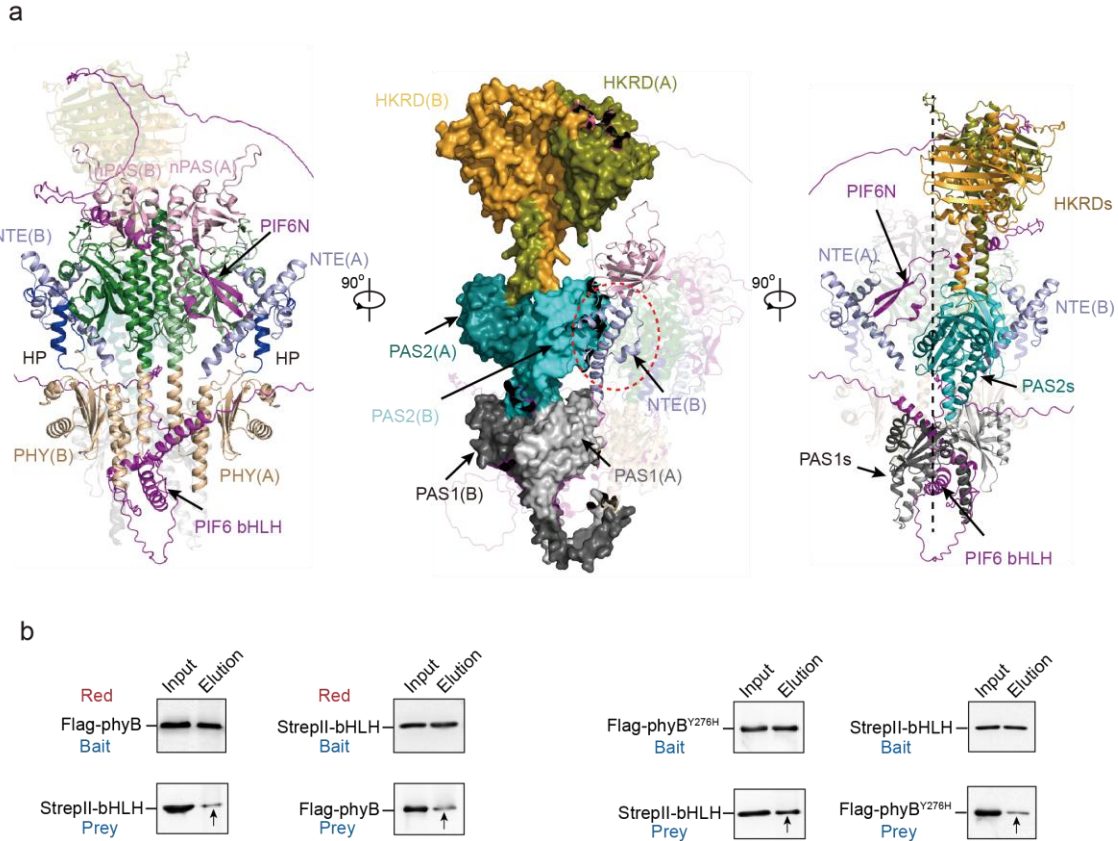 a
HKRD(B)
HKRD(A)
nPAS(B)
nPAS(A)
PIF6N
NTE(B)
NTE(A)
HP
HP
PHY(B)
PHY(A)
PIF6 bHLH
90°
PAS2(A)
PAS2(B)
NTE(B)
PAS1(B)
PAS1(A)
90°
PIF6N
HKRDs
NTE(A)
NTE(B)
PAS2s
PAS1s
PIF6 bHLH
b
Input Elution
Red
Flag-phyB
Bait
StrepII-bHLH
Prey
Input Elution
Red
StrepII-bHLH
Bait
Flag-phyB
Prey
Input Elution
Flag-phyB^Y276H
Bait
StrepII-bHLH
Prey
Input Elution
StrepII-bHLH
Bait
Flag-phyB^Y276H
Prey